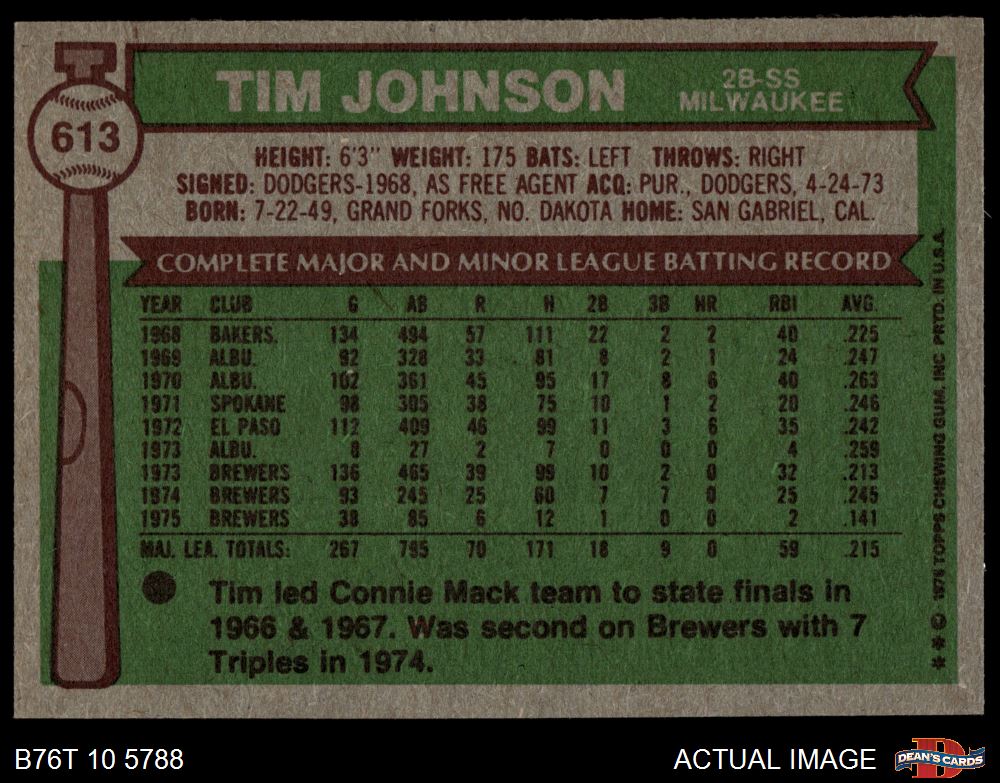 613
TIM JOHNSON
2B-SS
MILWAUKEE
HEIGHT: 6'3" WEIGHT: 175 BATS: LEFT THROWS: RIGHT
SIGNED: DODGERS-1968, AS FREE AGENT ACQ: PUR., DODGERS, 4-24-73
BORN: 7-22-49, GRAND FORKS, NO. DAKOTA HOME: SAN GABRIEL, CAL.
COMPLETE MAJOR AND MINOR LEAGUE BATTING RECORD
YEAR CLUB G AB R H 2B 3B HR RBI AVG.
1968 BAKERS. 134 494 57 111 22 2 2 40 .225
1969 ALBU. 92 328 33 81 8 2 1 24 .247
1970 ALBU. 102 361 45 95 17 8 6 40 .263
1971 SPOKANE 98 305 38 75 10 1 2 20 .246
1972 EL PASO 112 409 46 99 11 3 6 35 .242
1973 ALBU. 8 27 2 7 0 0 0 4 .259
1973 BREWERS 136 465 39 99 10 2 0 32 .213
1974 BREWERS 93 245 25 60 7 7 0 25 .245
1975 BREWERS 38 85 6 12 1 0 0 2 .141
MAJ. LEA. TOTALS: 267 795 70 171 18 9 0 59 .215
Tim led Connie Mack team to state finals in
1966 & 1967. Was second on Brewers with 7
Triples in 1974.
* * © 1976 TOPPS CHEWING GUM, INC PRTD. IN U.S.A.
B76T 10 5788
ACTUAL IMAGE
D
DEAN'S CARDS